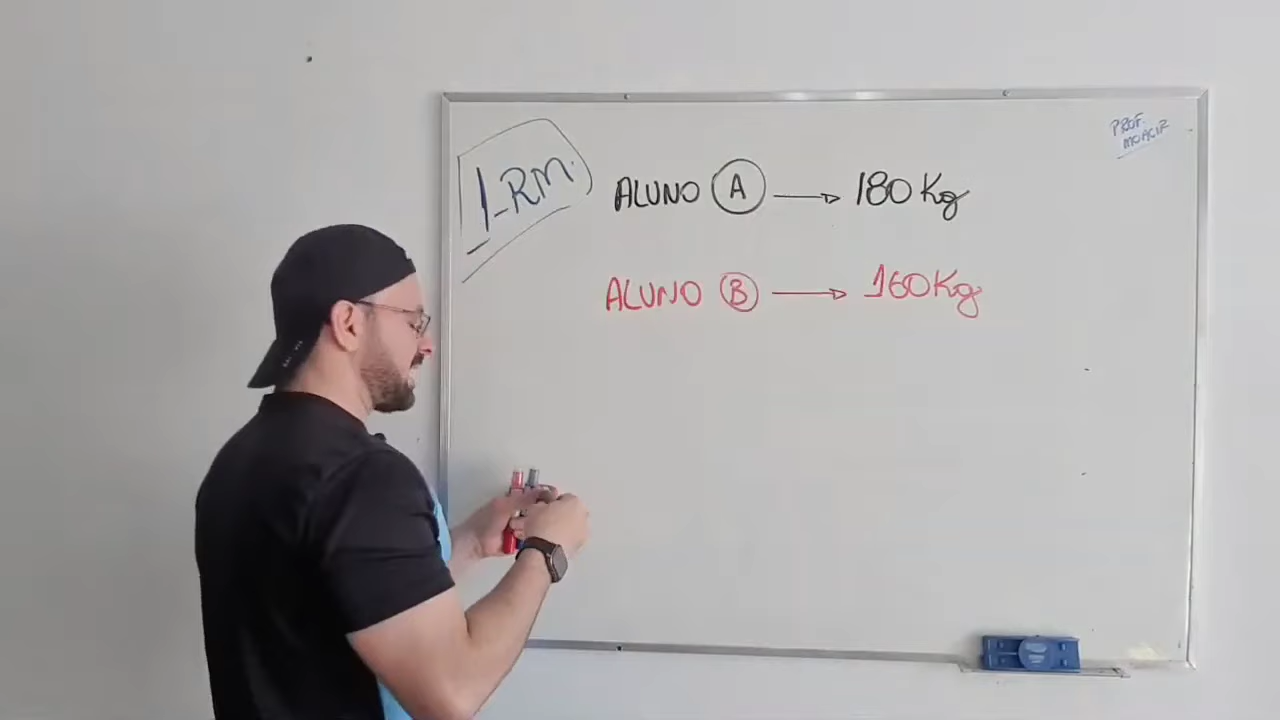 1-RM.
ALUNO A → 180 Kg
ALUNO B → 160 Kg
PROF.
MOACIR